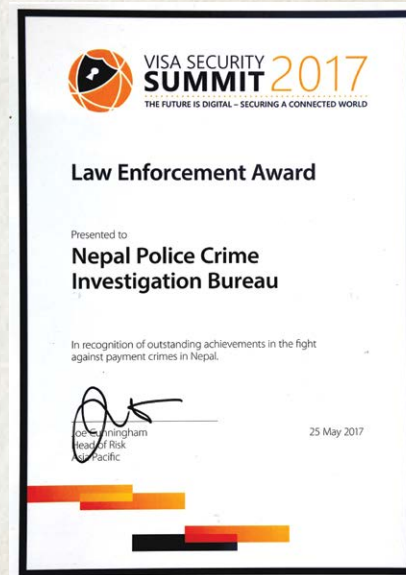 VISA SECURITY
SUMMIT 2017
THE FUTURE IS DIGITAL – SECURING A CONNECTED WORLD
Law Enforcement Award
Presented to
Nepal Police Crime
Investigation Bureau
In recognition of outstanding achievements in the fight
against payment crimes in Nepal.
Joe Cunningham
Head of Risk
Asia Pacific
25 May 2017